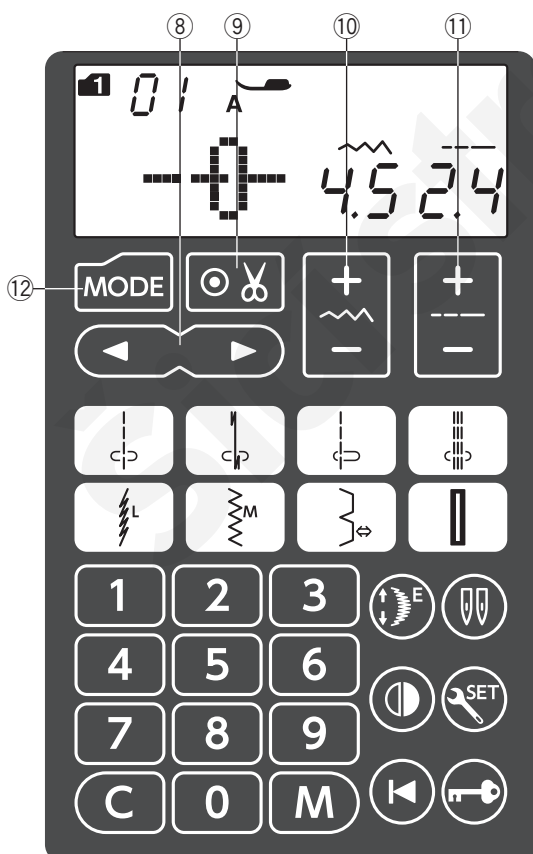 ⑧ ⑨ ⑩ ⑪
1 01 A
4.5 2.4
⑫ MODE
+ +
− −
L M
1 2 3
E
4 5 6
SET
7 8 9
C 0 M